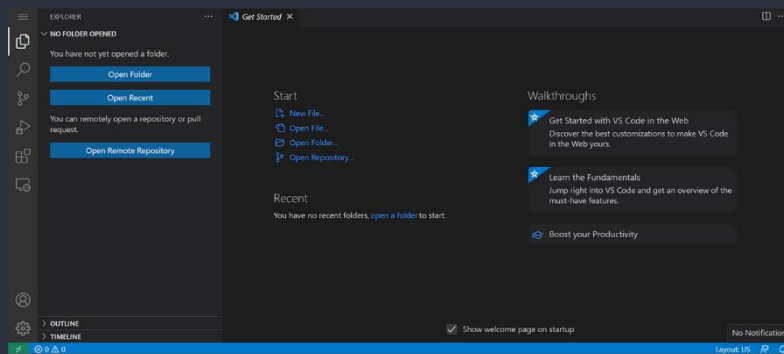 EXPLORER ...
NO FOLDER OPENED
You have not yet opened a folder.
Open Folder
Open Recent
You can remotely open a repository or pull
request.
Open Remote Repository
OUTLINE
TIMELINE
Get Started
Start
New File...
Open File...
Open Folder...
Open Repository...
Recent
You have no recent folders, open a folder to start.
Walkthroughs
Get Started with VS Code in the Web
Discover the best customizations to make VS Code
in the Web yours.
Learn the Fundamentals
Jump right into VS Code and get an overview of the
must-have features.
Boost your Productivity
Show welcome page on startup
No Notification
0 0
Layout: US